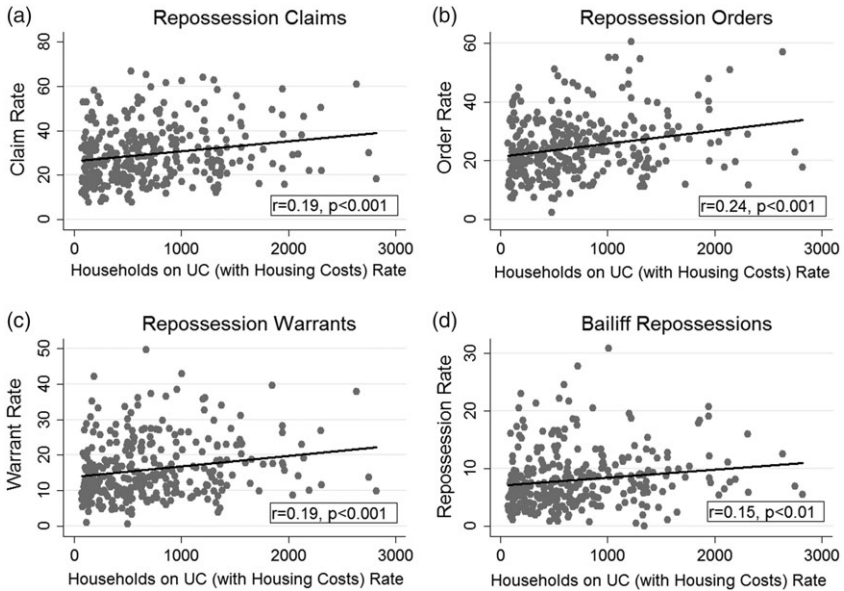 (a)
Repossession Claims
Claim Rate
80
60
40
20
0
0 1000 2000 3000
Households on UC (with Housing Costs) Rate
r=0.19, p<0.001
(b)
Repossession Orders
Order Rate
60
40
20
0
0 1000 2000 3000
Households on UC (with Housing Costs) Rate
r=0.24, p<0.001
(c)
Repossession Warrants
Warrant Rate
50
40
30
20
10
0
0 1000 2000 3000
Households on UC (with Housing Costs) Rate
r=0.19, p<0.001
(d)
Bailiff Repossessions
Repossession Rate
30
20
10
0
0 1000 2000 3000
Households on UC (with Housing Costs) Rate
r=0.15, p<0.01